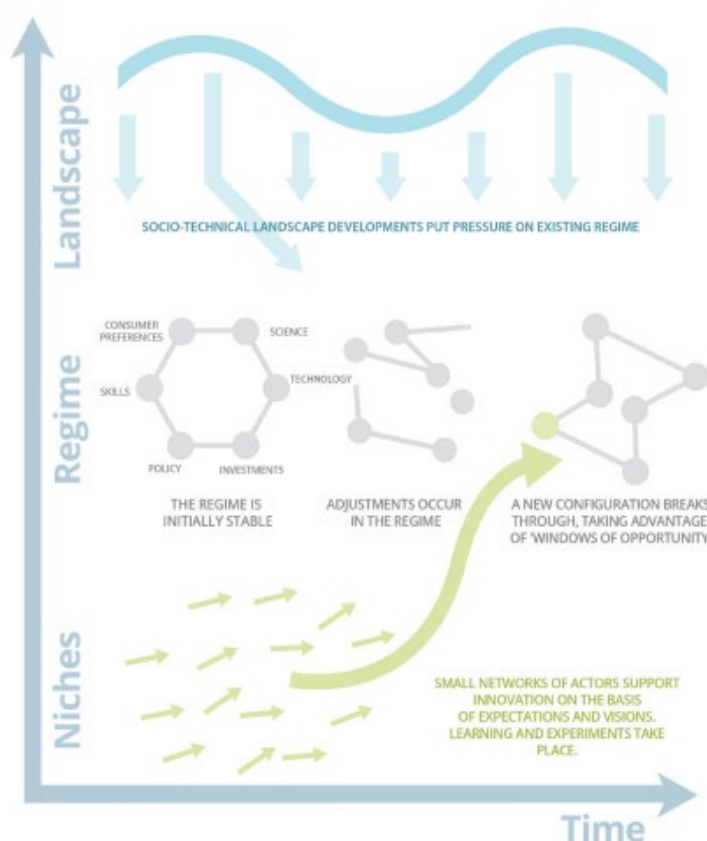 Landscape
SOCIO-TECHNICAL LANDSCAPE DEVELOPMENTS PUT PRESSURE ON EXISTING REGIME
Regime
CONSUMER
PREFERENCES
SCIENCE
SKILLS
TECHNOLOGY
POLICY
INVESTMENTS
THE REGIME IS
INITIALLY STABLE
ADJUSTMENTS OCCUR
IN THE REGIME
A NEW CONFIGURATION BREAKS
THROUGH, TAKING ADVANTAGE
OF 'WINDOWS OF OPPORTUNITY
Niches
SMALL NETWORKS OF ACTORS SUPPORT
INNOVATION ON THE BASIS
OF EXPECTATIONS AND VISIONS.
LEARNING AND EXPERIMENTS TAKE
PLACE.
Time